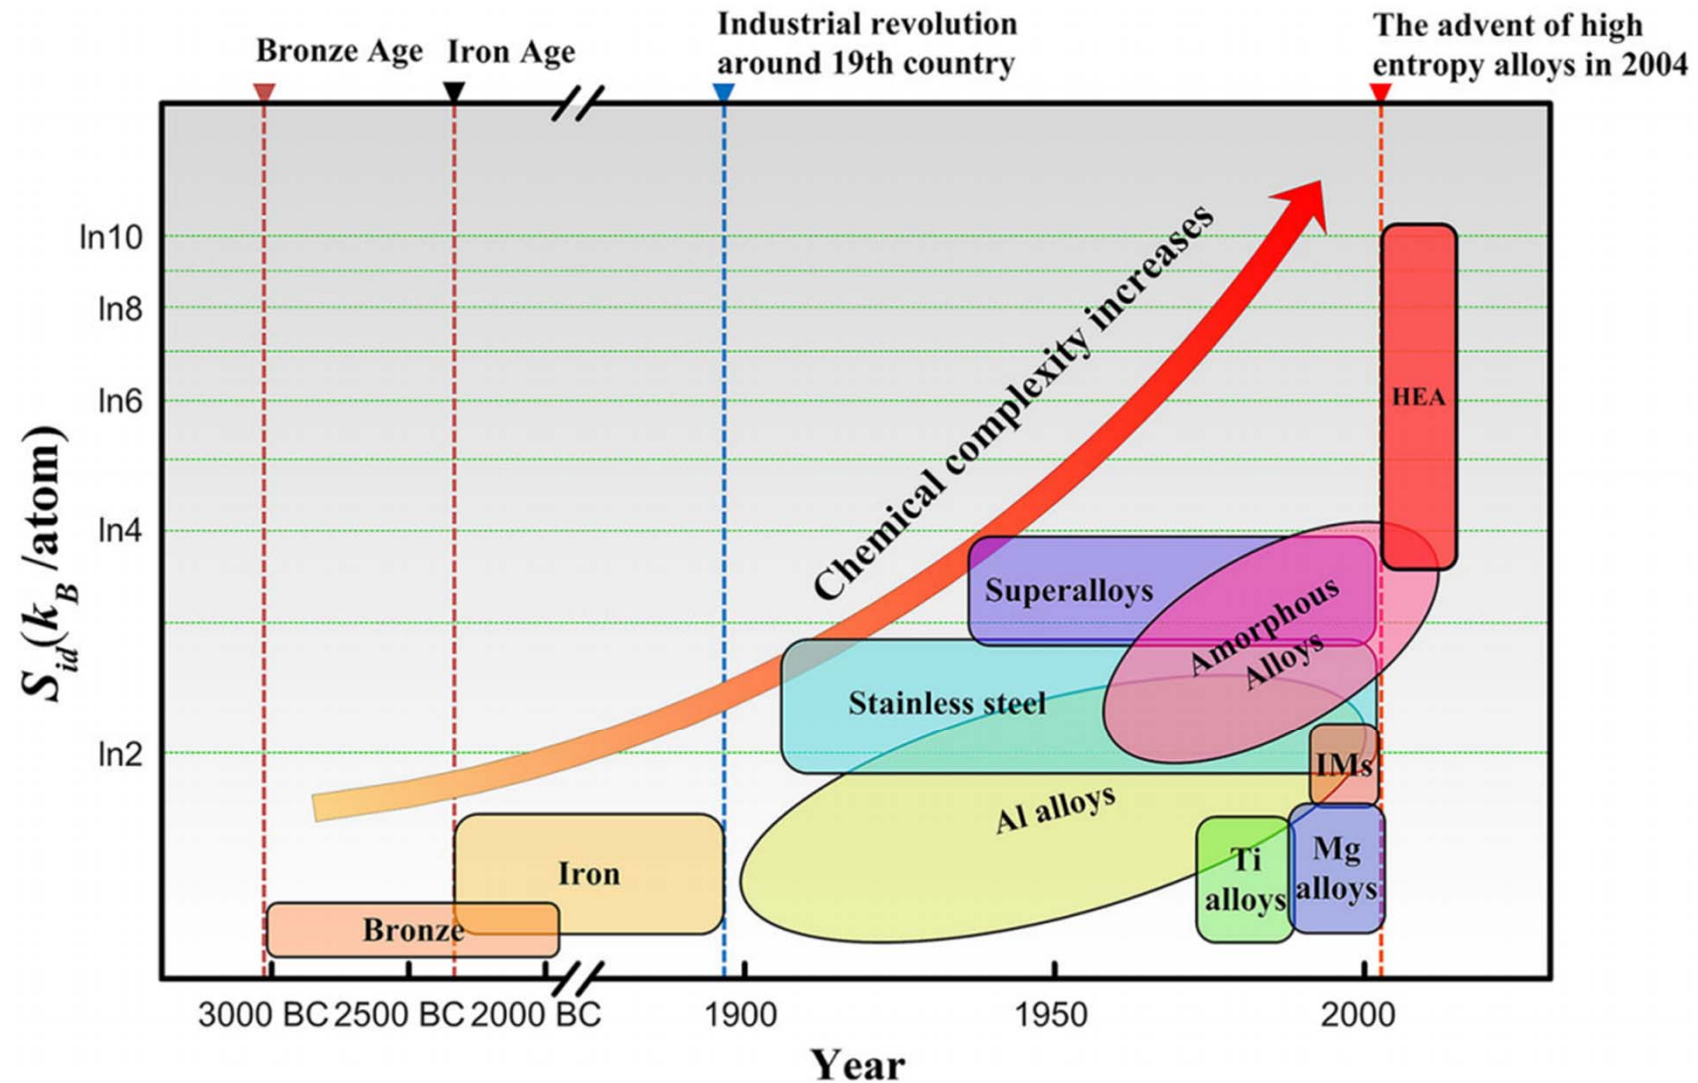 Industrial revolution
around 19th country
The advent of high
entropy alloys in 2004
Bronze Age
Iron Age
ln10
ln8
ln6
ln4
ln2
S_id(k_B /atom)
Chemical complexity increases
HEA
Superalloys
Amorphous
Alloys
Stainless steel
IMs
Al alloys
Ti
alloys
Mg
alloys
Iron
Bronze
3000 BC
2500 BC
2000 BC
1900
1950
2000
Year